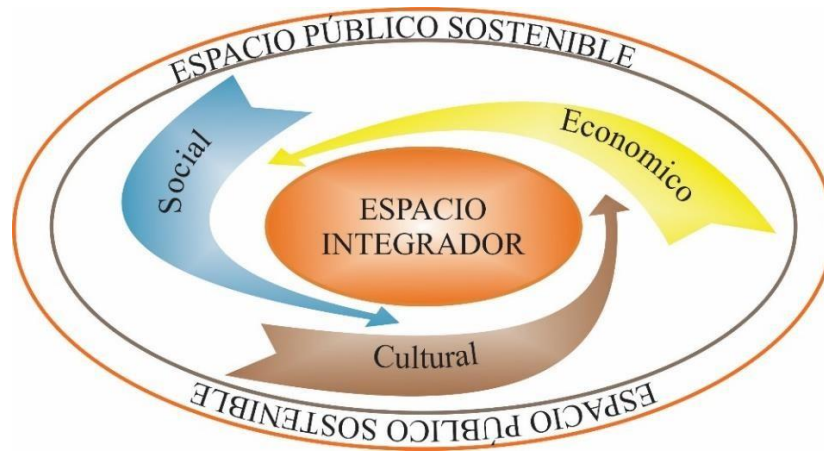 ESPACIO PÚBLICO SOSTENIBLE
Economico
Social
ESPACIO
INTEGRADOR
Cultural
ESPACIO PÚBLICO SOSTENIBLE